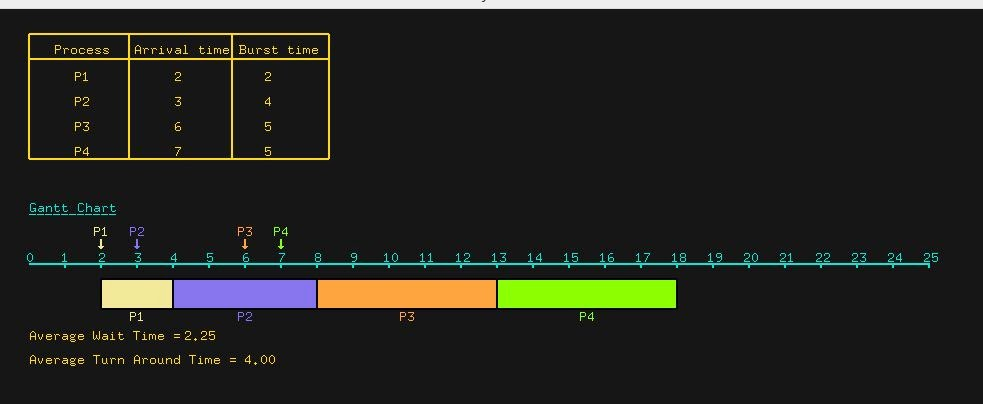 Process Arrival time Burst time
P1 2 2
P2 3 4
P3 6 5
P4 7 5
Gantt Chart
P1 P2 P3 P4
0 1 2 3 4 5 6 7 8 9 10 11 12 13 14 15 16 17 18 19 20 21 22 23 24 25
P1 P2 P3 P4
Average Wait Time = 2.25
Average Turn Around Time = 4.00